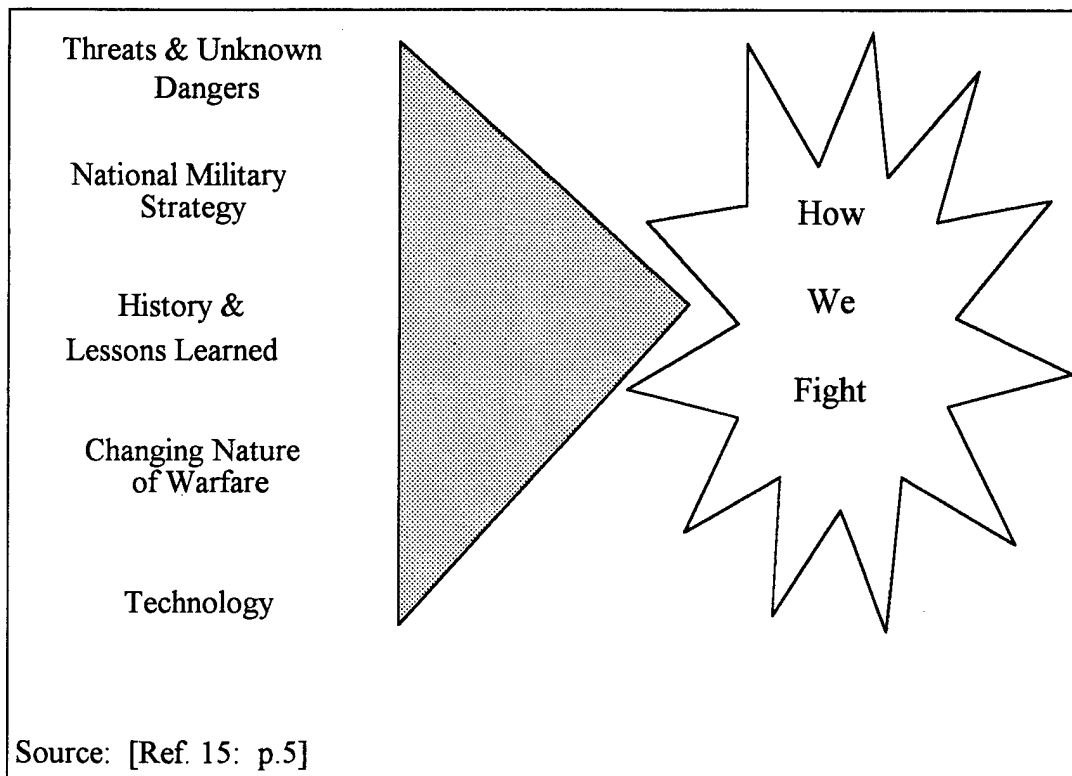 Threats & Unknown
Dangers
National Military
Strategy
History &
Lessons Learned
Changing Nature
of Warfare
Technology
How
We
Fight
Source: [Ref. 15: p.5]